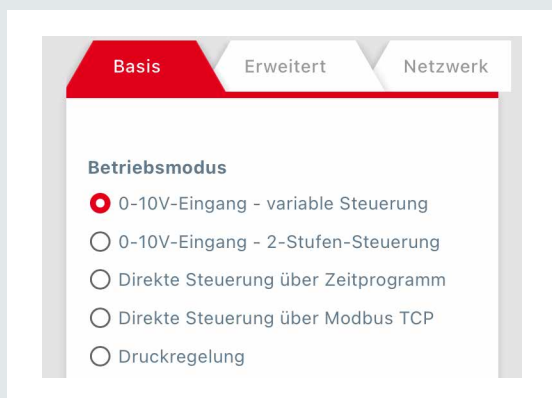 Basis Erweitert Netzwerk
Betriebsmodus
0-10V-Eingang - variable Steuerung
0-10V-Eingang - 2-Stufen-Steuerung
Direkte Steuerung über Zeitprogramm
Direkte Steuerung über Modbus TCP
Druckregelung